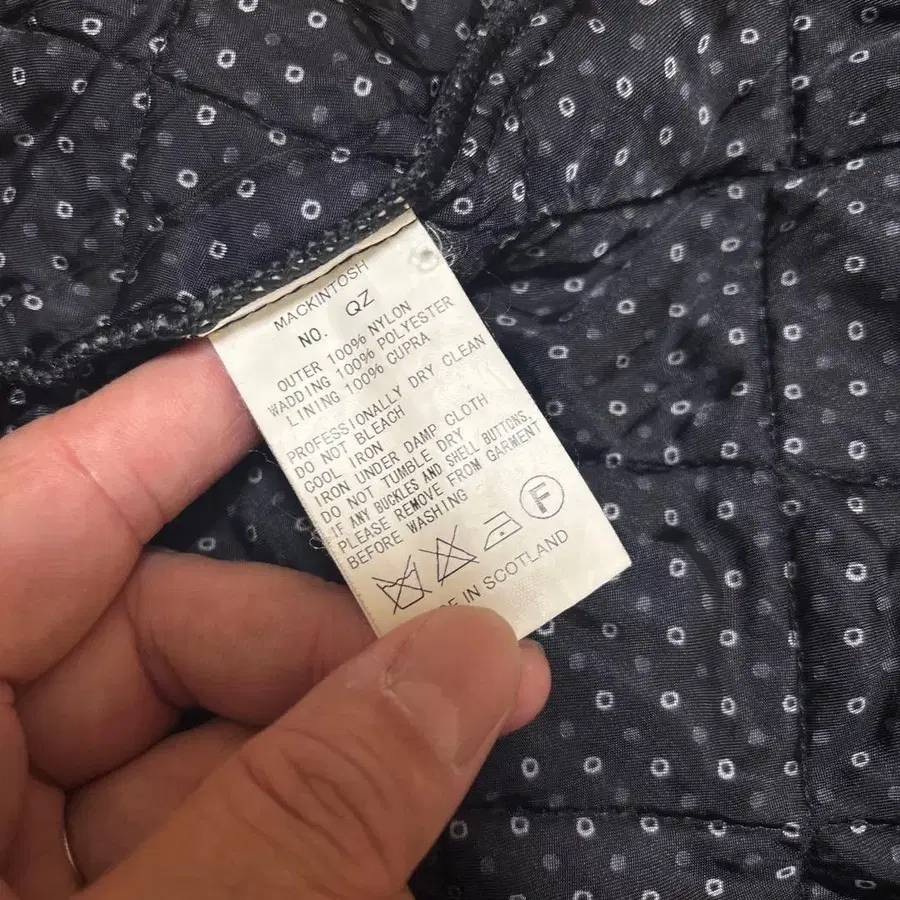 MACKINTOSH
NO. QZ
OUTER 100% NYLON
WADDING 100% POLYESTER
LINING 100% CUPRA
PROFESSIONALLY DRY CLEAN
DO NOT BLEACH
COOL IRON
IRON UNDER DAMP CLOTH
DO NOT TUMBLE DRY
IF ANY BUCKLES AND SHELL BUTTONS,
PLEASE REMOVE FROM GARMENT
BEFORE WASHING
F
IN SCOTLAND